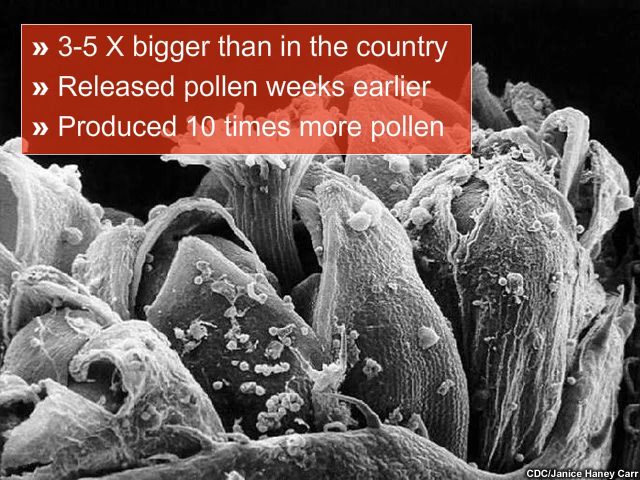 » 3-5 X bigger than in the country
» Released pollen weeks earlier
» Produced 10 times more pollen
CDC/Janice Haney Carr